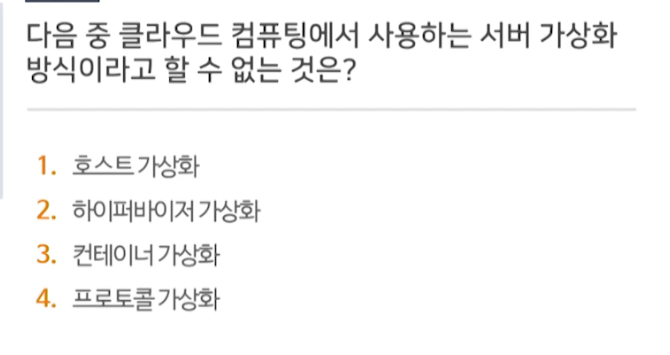 다음 중 클라우드 컴퓨팅에서 사용하는 서버 가상화
방식이라고 할 수 없는 것은?
1. 호스트 가상화
2. 하이퍼바이저 가상화
3. 컨테이너 가상화
4. 프로토콜 가상화